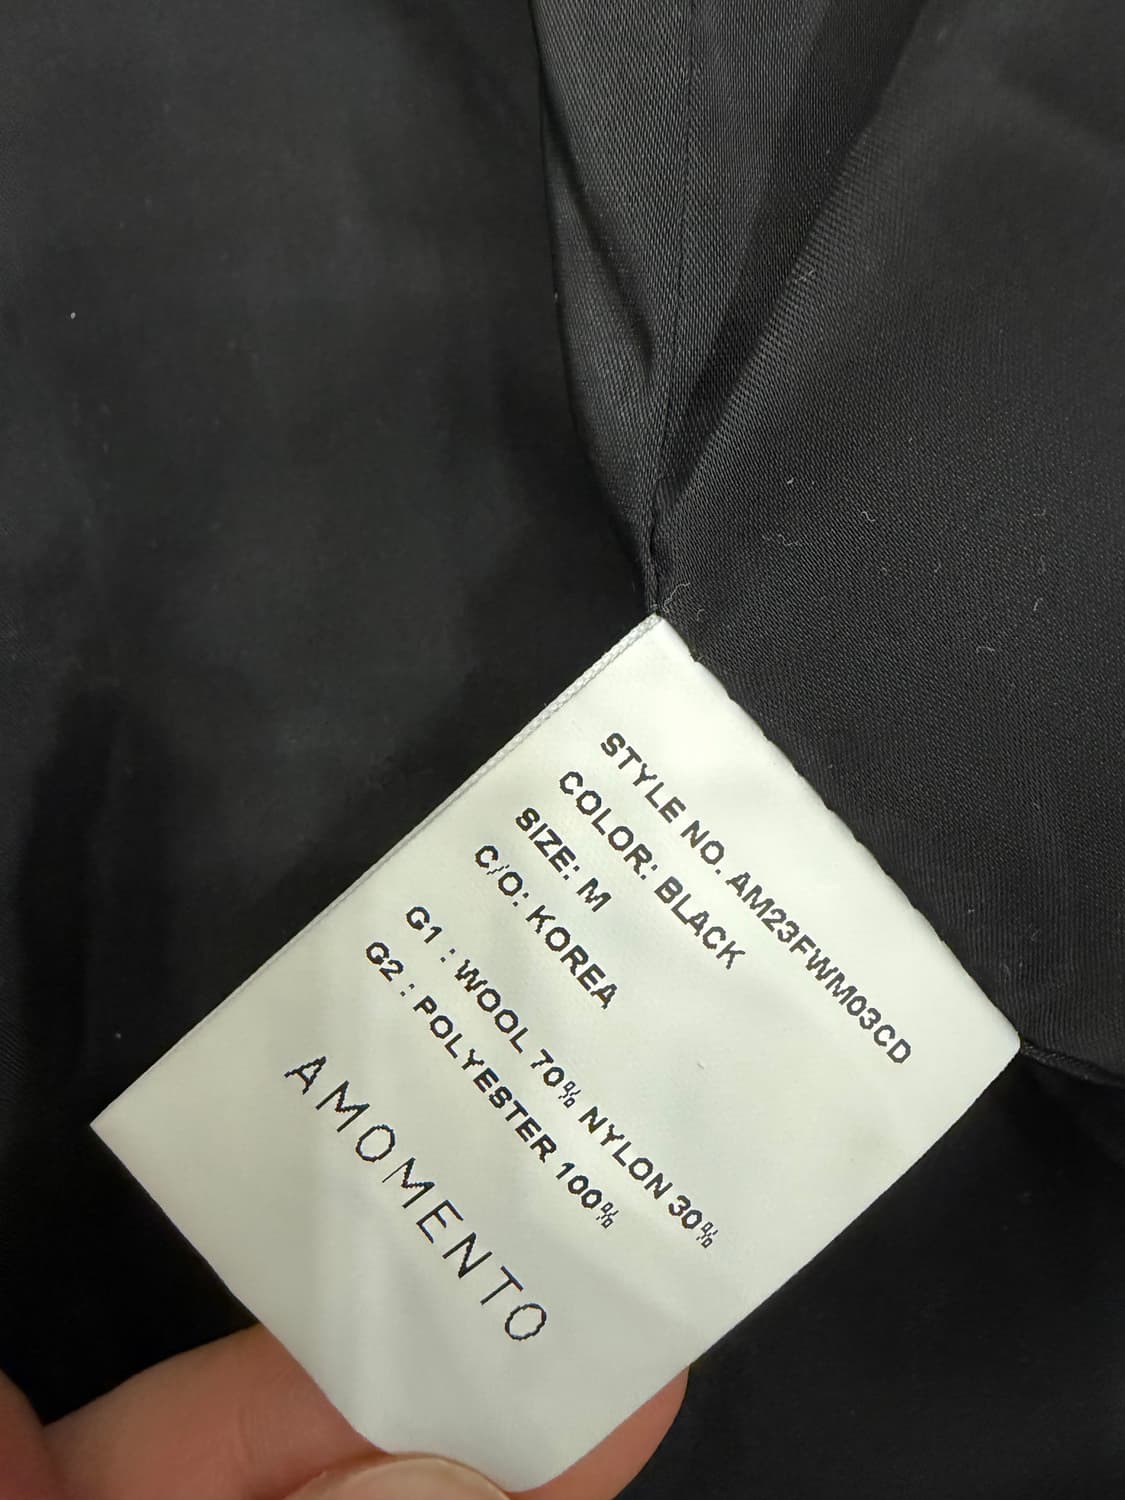 STYLE NO. AM23FWM03CD
COLOR: BLACK
SIZE: M
C/O: KOREA
G1 : WOOL 70% NYLON 30%
G2 : POLYESTER 100%
AMOMENTO